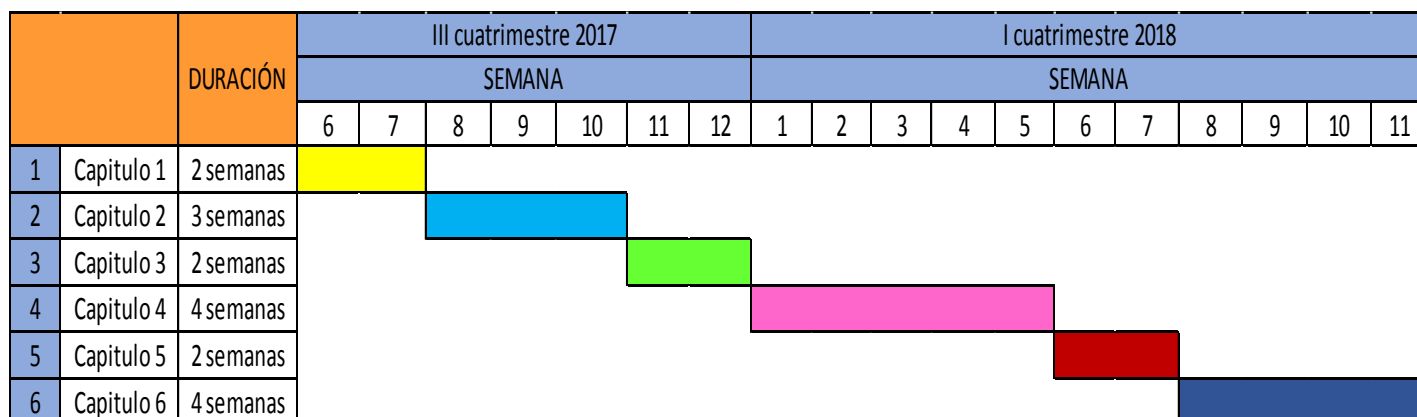 DURACIÓN
III cuatrimestre 2017 I cuatrimestre 2018
SEMANA SEMANA
6 7 8 9 10 11 12 1 2 3 4 5 6 7 8 9 10 11
1 Capitulo 1 2 semanas
2 Capitulo 2 3 semanas
3 Capitulo 3 2 semanas
4 Capitulo 4 4 semanas
5 Capitulo 5 2 semanas
6 Capitulo 6 4 semanas